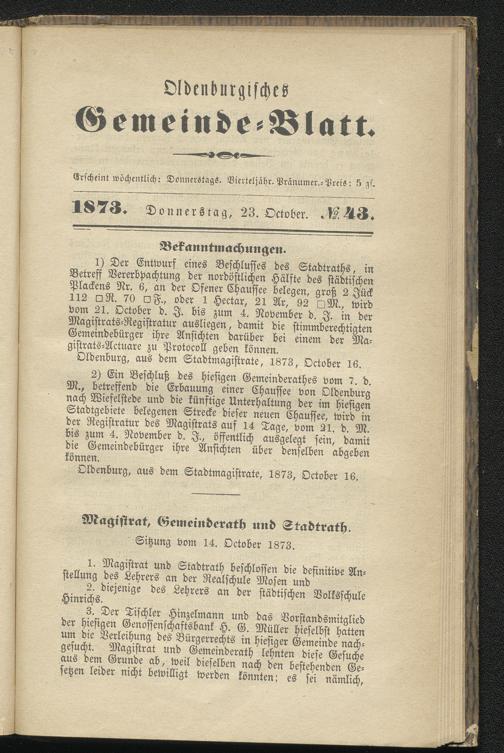 Oldenburgisches
Gemeinde-Blatt.
Erscheint wöchentlich: Donnerstags. Vierteljähr. Pränumer.-Preis: 5 gſ.
1873. Donnerstag, 23. October. № 43.
Bekanntmachungen.
1) Der Entwurf eines Beschlusses des Stadtraths, in
Betreff Vererbpachtung der nordöstlichen Hälfte des städtischen
Plackens Nr. 6, an der Ofener Chaussee belegen, groß 2 Jück
112 □R. 70 □F., oder 1 Hectar, 21 Ar, 92 □M., wird
vom 21. October d. J. bis zum 4. November d. J. in der
Magistrats-Registratur ausliegen, damit die stimmberechtigten
Gemeindebürger ihre Ansichten darüber bei einem der Ma-
gistrats-Actuare zu Protocoll geben können.
Oldenburg, aus dem Stadtmagistrate, 1873, October 16.
2) Ein Beschluß des hiesigen Gemeinderathes vom 7. d.
M., betreffend die Erbauung einer Chaussee von Oldenburg
nach Wiefelstede und die künftige Unterhaltung der im hiesigen
Stadtgebiete belegenen Strecke dieser neuen Chaussee, wird in
der Registratur des Magistrats auf 14 Tage, vom 21. d. M.
bis zum 4. November d. J., öffentlich ausgelegt sein, damit
die Gemeindebürger ihre Ansichten über denselben abgeben
können.
Oldenburg, aus dem Stadtmagistrate, 1873, October 16.
Magistrat, Gemeinderath und Stadtrath.
Sitzung vom 14. October 1873.
1. Magistrat und Stadtrath beschlossen die definitive An-
stellung des Lehrers an der Realschule Mosen und
2. diejenige des Lehrers an der städtischen Volksschule
Hinrichs.
3. Der Tischler Hinzelmann und das Vorstandsmitglied
der hiesigen Genossenschaftsbank H. G. Müller hieselbst hatten
um die Verleihung des Bürgerrechts in hiesiger Gemeinde nach-
gesucht. Magistrat und Gemeinderath lehnten diese Gesuche
aus dem Grunde ab, weil dieselben nach den bestehenden Ge-
setzen leider nicht bewilligt werden könnten; es sei nämlich,